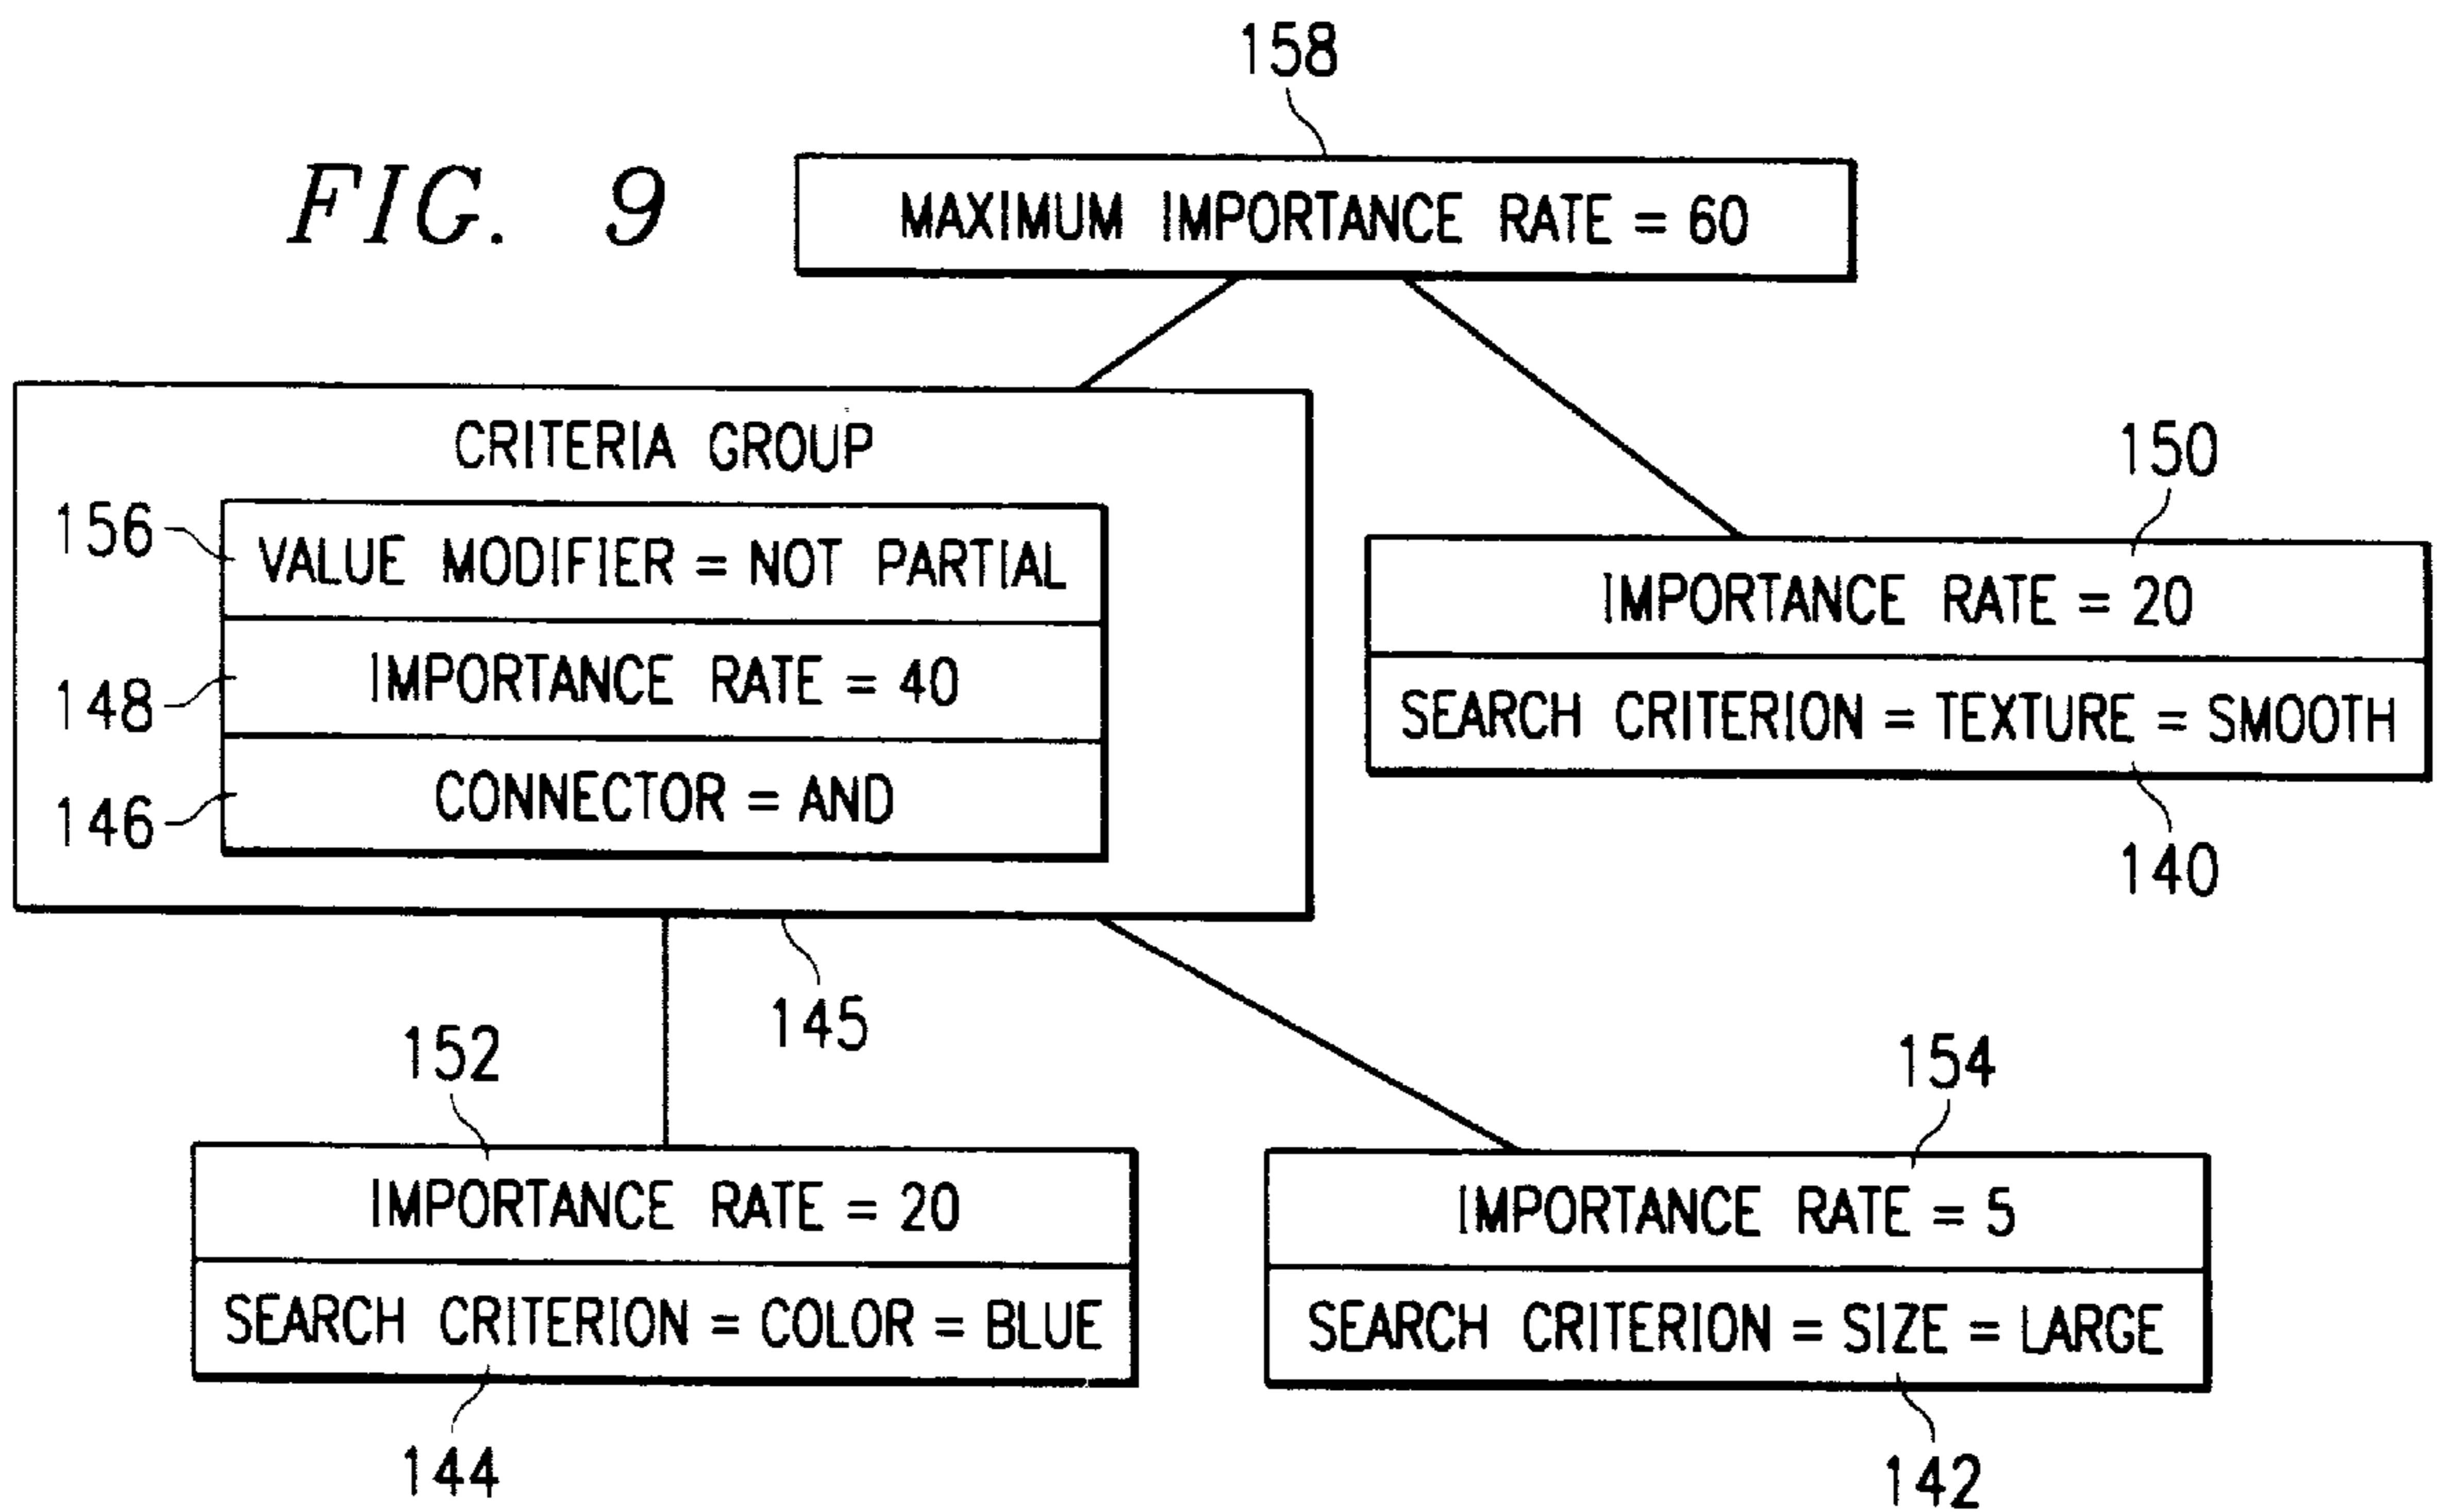 158
FIG. 9
MAXIMUM IMPORTANCE RATE = 60
CRITERIA GROUP
156
VALUE MODIFIER = NOT PARTIAL
148
IMPORTANCE RATE = 40
146
CONNECTOR = AND
145
150
IMPORTANCE RATE = 20
SEARCH CRITERION = TEXTURE = SMOOTH
140
152
IMPORTANCE RATE = 20
SEARCH CRITERION = COLOR = BLUE
144
154
IMPORTANCE RATE = 5
SEARCH CRITERION = SIZE = LARGE
142